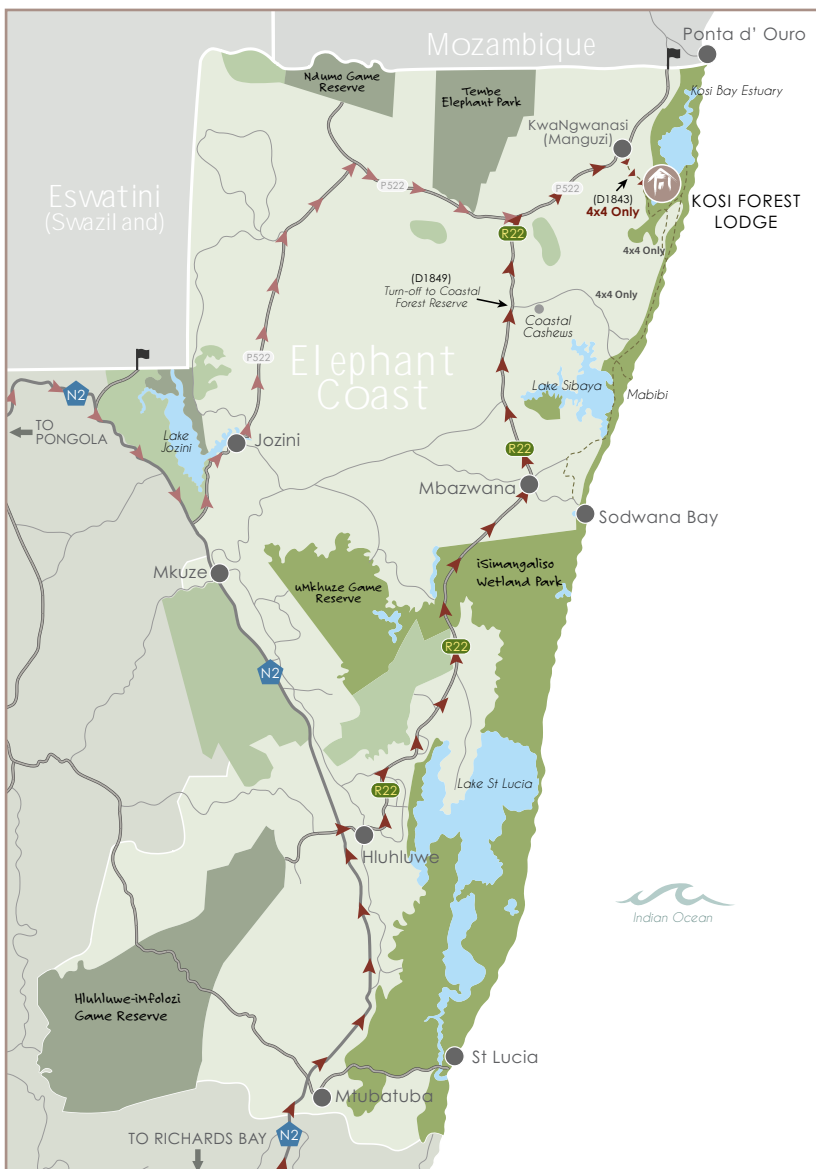 Mozambique
Ponta d' Ouro
Ndumo Game
Reserve
Tembe
Elephant Park
Kosi Bay Estuary
KwaNgwanasi
(Manguzi)
P522
P522
(D1843)
4x4 Only
KOSI FOREST
LODGE
Eswatini
(Swaziland)
R22
4x4 Only
(D1849)
Turn-off to Coastal
Forest Reserve
4x4 Only
Coastal
Cashews
P522
Elephant
Coast
Lake Sibaya
Mabibi
N2
TO
PONGOLA
Lake
Jozini
Jozini
R22
Mbazwana
Sodwana Bay
Mkuze
iSimangaliso
Wetland Park
uMkhuze Game
Reserve
R22
N2
Lake St Lucia
R22
Hluhluwe
Indian Ocean
Hluhluwe-iMfolozi
Game Reserve
St Lucia
Mtubatuba
TO RICHARDS BAY
N2